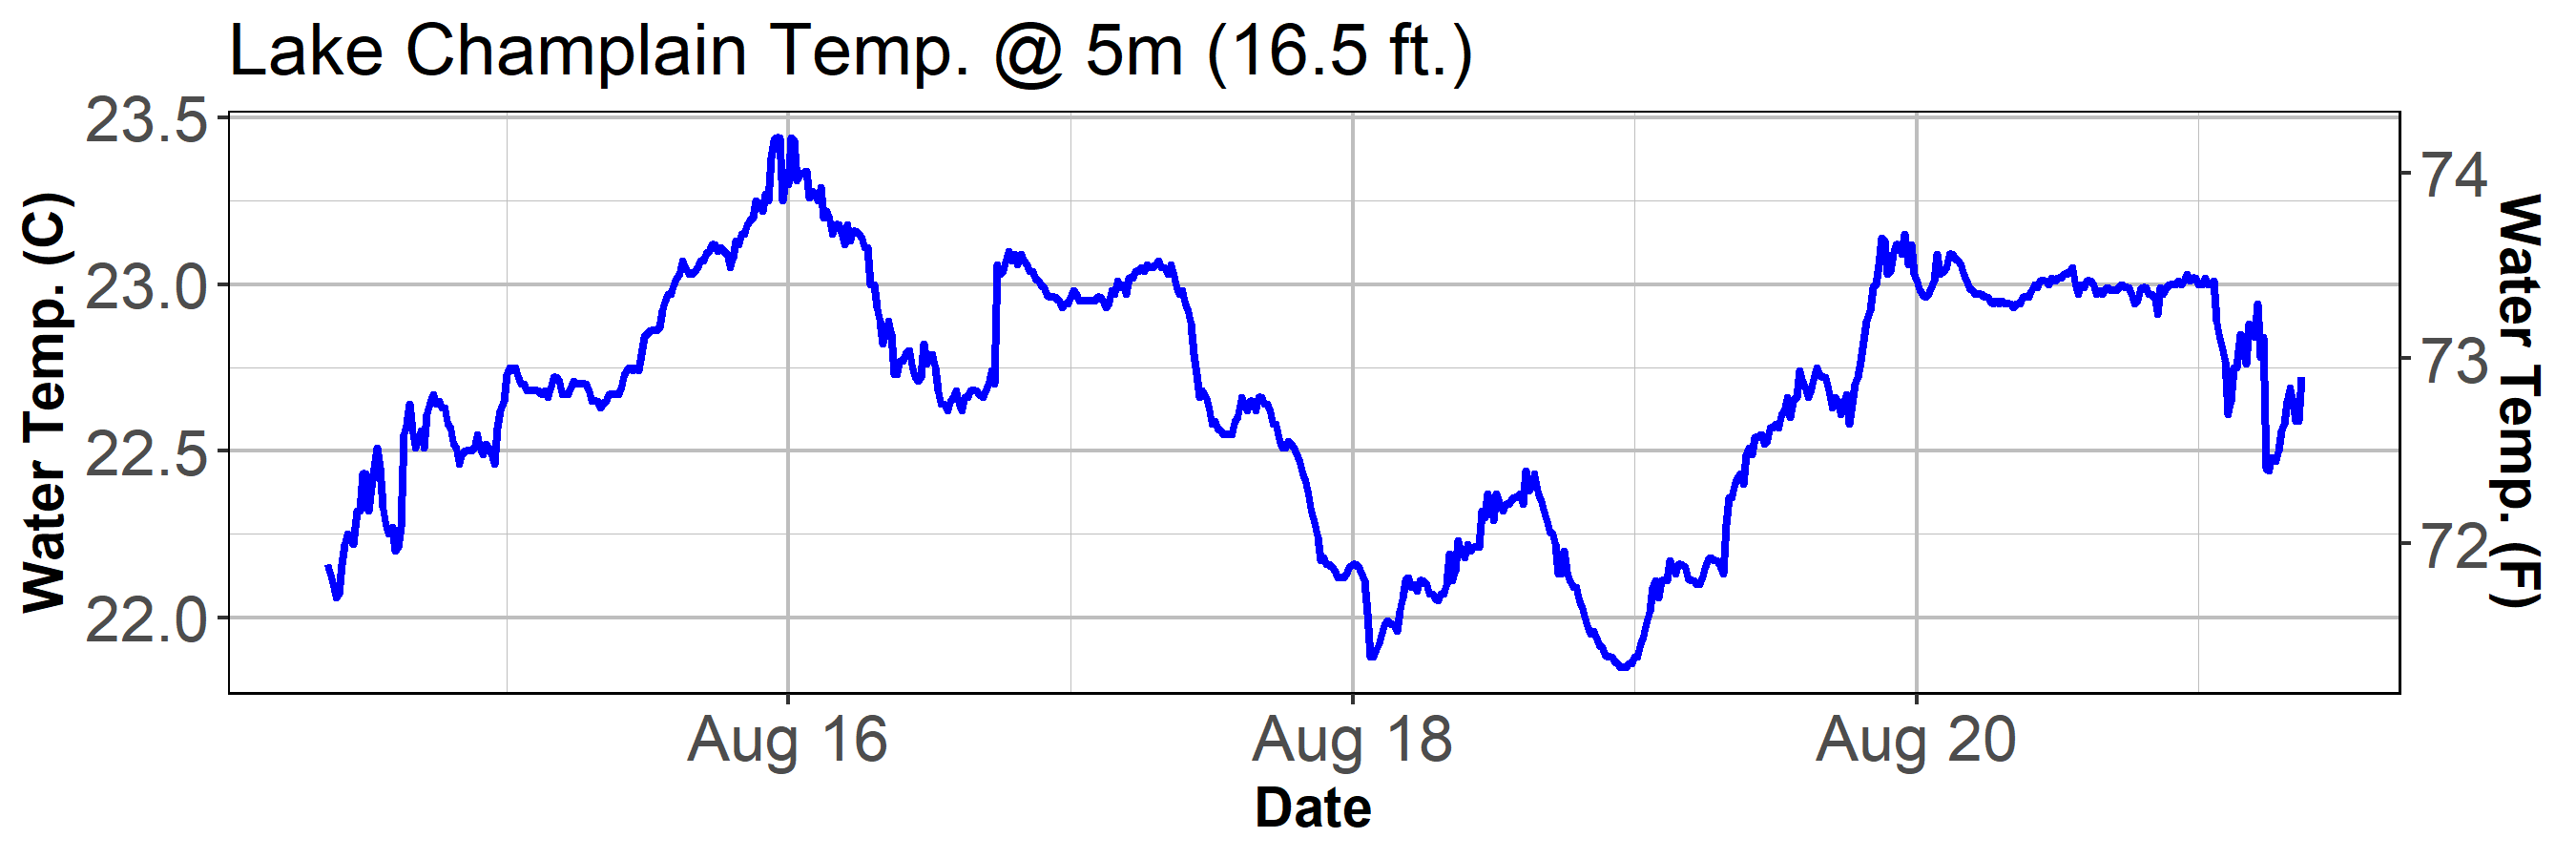 Lake Champlain Temp. @ 5m (16.5 ft.)
Water Temp. (C)
23.5
23.0
22.5
22.0
74
73
72
Water Temp. (F)
Aug 16
Aug 18
Aug 20
Date